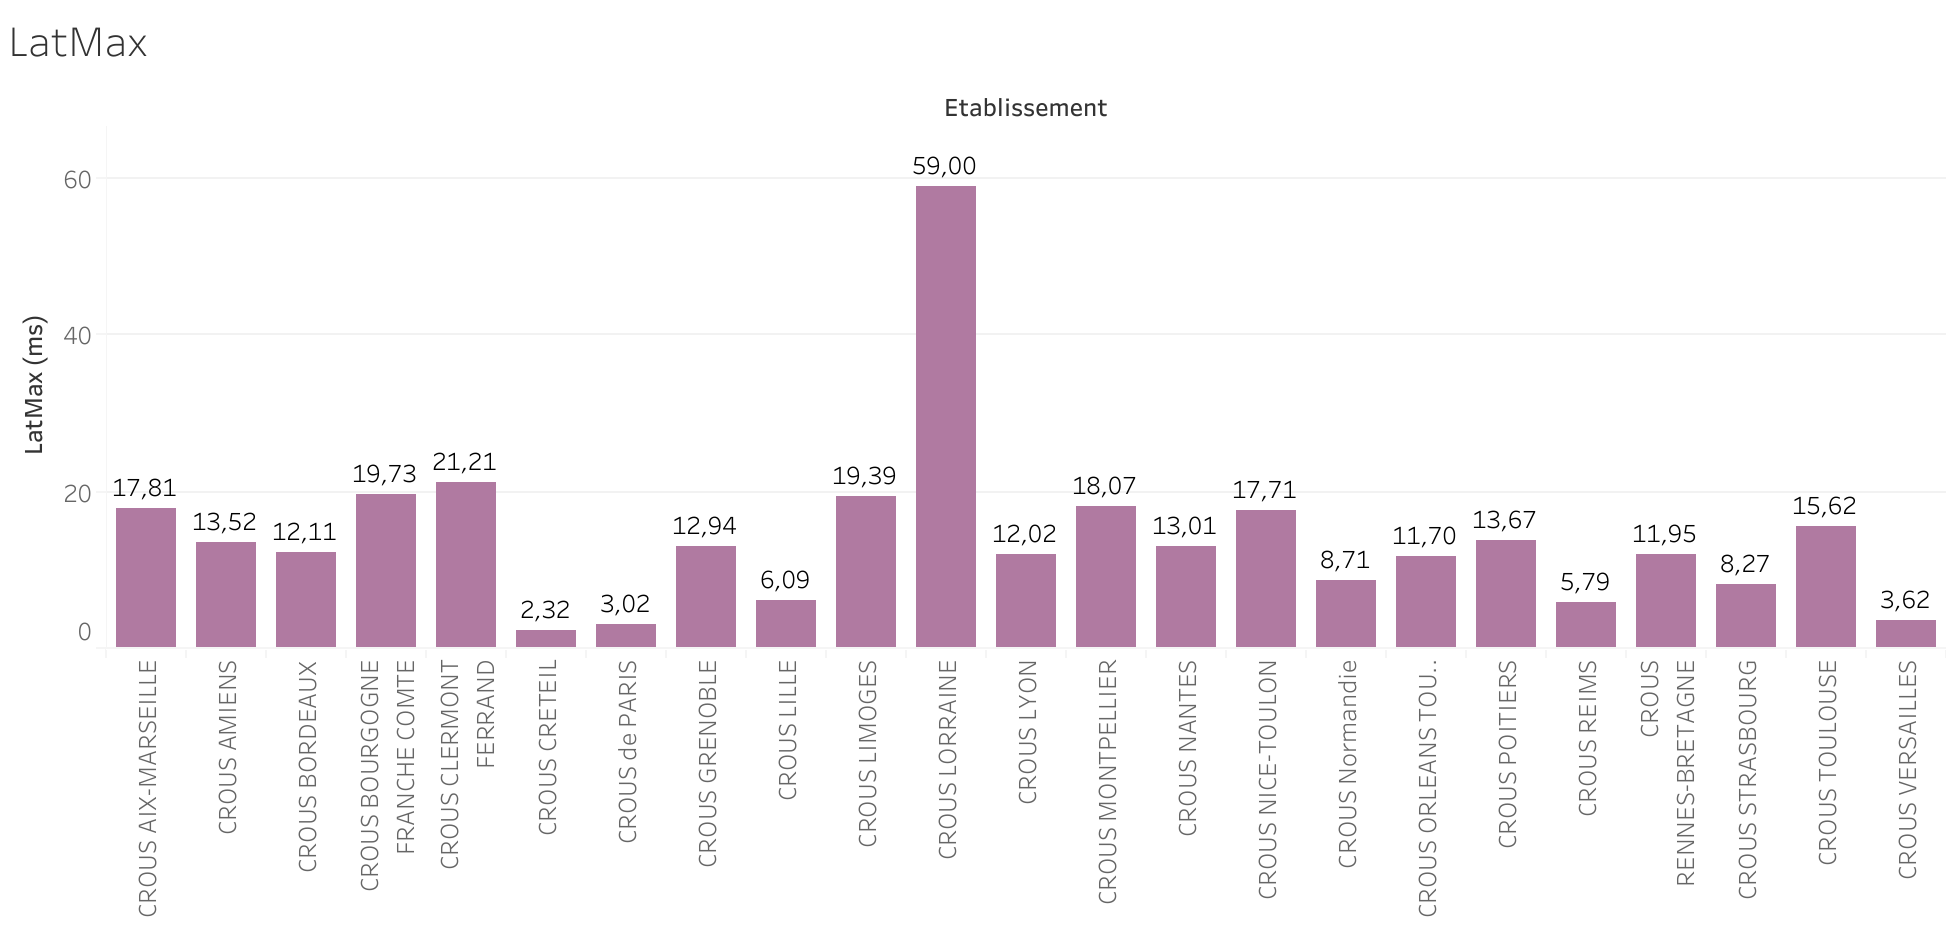 LatMax
Etablissement
LatMax (ms)
60
40
20
0
17,81
13,52
12,11
19,73
21,21
2,32
3,02
12,94
6,09
19,39
59,00
12,02
18,07
13,01
17,71
8,71
11,70
13,67
5,79
11,95
8,27
15,62
3,62
CROUS AIX-MARSEILLE
CROUS AMIENS
CROUS BORDEAUX
CROUS BOURGOGNE
FRANCHE COMTE
CROUS CLERMONT
FERRAND
CROUS CRETEIL
CROUS de PARIS
CROUS GRENOBLE
CROUS LILLE
CROUS LIMOGES
CROUS LORRAINE
CROUS LYON
CROUS MONTPELLIER
CROUS NANTES
CROUS NICE-TOULON
CROUS Normandie
CROUS ORLEANS TOU..
CROUS POITIERS
CROUS REIMS
CROUS
RENNES-BRETAGNE
CROUS STRASBOURG
CROUS TOULOUSE
CROUS VERSAILLES